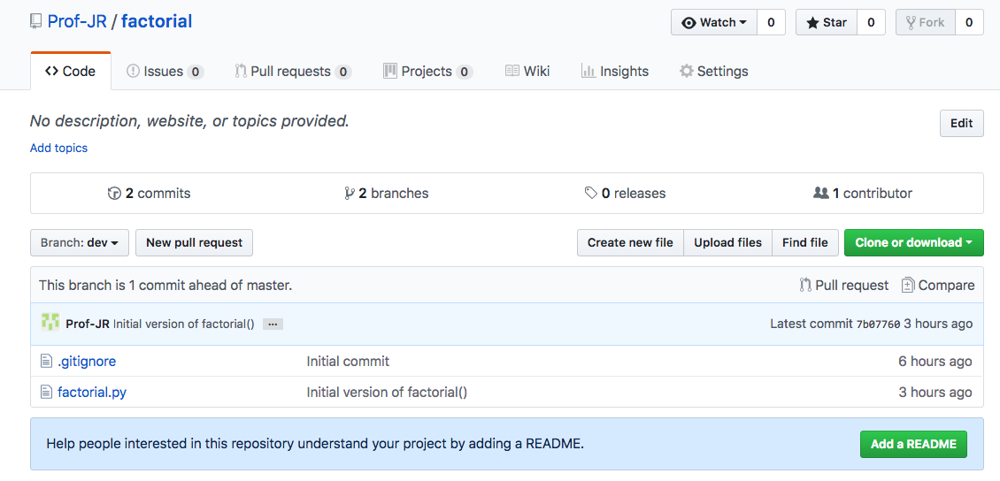 Prof-JR / factorial
Watch 0 Star 0 Fork 0
Code Issues 0 Pull requests 0 Projects 0 Wiki Insights Settings
No description, website, or topics provided.
Edit
Add topics
2 commits 2 branches 0 releases 1 contributor
Branch: dev New pull request Create new file Upload files Find file Clone or download
This branch is 1 commit ahead of master. Pull request Compare
Prof-JR Initial version of factorial() … Latest commit 7b07760 3 hours ago
.gitignore Initial commit 6 hours ago
factorial.py Initial version of factorial() 3 hours ago
Help people interested in this repository understand your project by adding a README. Add a README